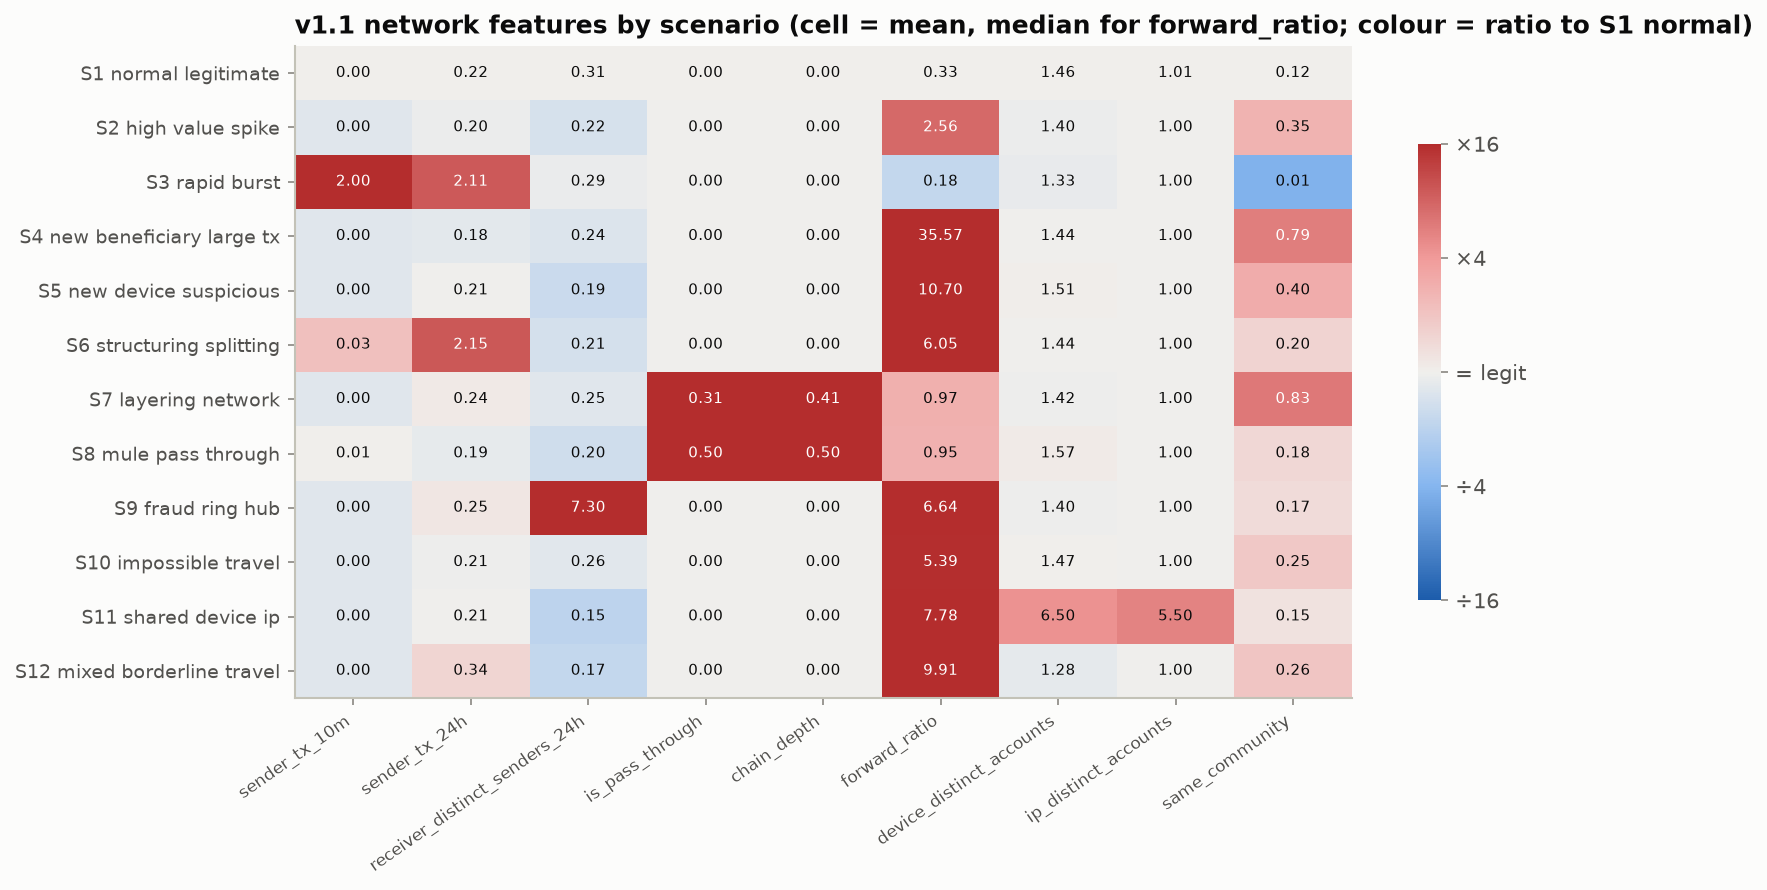 v1.1 network features by scenario (cell = mean, median for forward_ratio; colour = ratio to S1 normal)
S1 normal legitimate 0.00 0.22 0.31 0.00 0.00 0.33 1.46 1.01 0.12
S2 high value spike 0.00 0.20 0.22 0.00 0.00 2.56 1.40 1.00 0.35
S3 rapid burst 2.00 2.11 0.29 0.00 0.00 0.18 1.33 1.00 0.01
S4 new beneficiary large tx 0.00 0.18 0.24 0.00 0.00 35.57 1.44 1.00 0.79
S5 new device suspicious 0.00 0.21 0.19 0.00 0.00 10.70 1.51 1.00 0.40
S6 structuring splitting 0.03 2.15 0.21 0.00 0.00 6.05 1.44 1.00 0.20
S7 layering network 0.00 0.24 0.25 0.31 0.41 0.97 1.42 1.00 0.83
S8 mule pass through 0.01 0.19 0.20 0.50 0.50 0.95 1.57 1.00 0.18
S9 fraud ring hub 0.00 0.25 7.30 0.00 0.00 6.64 1.40 1.00 0.17
S10 impossible travel 0.00 0.21 0.26 0.00 0.00 5.39 1.47 1.00 0.25
S11 shared device ip 0.00 0.21 0.15 0.00 0.00 7.78 6.50 5.50 0.15
S12 mixed borderline travel 0.00 0.34 0.17 0.00 0.00 9.91 1.28 1.00 0.26
sender_tx_10m
sender_tx_24h
receiver_distinct_senders_24h
is_pass_through
chain_depth
forward_ratio
device_distinct_accounts
ip_distinct_accounts
same_community
×16
×4
= legit
÷4
÷16